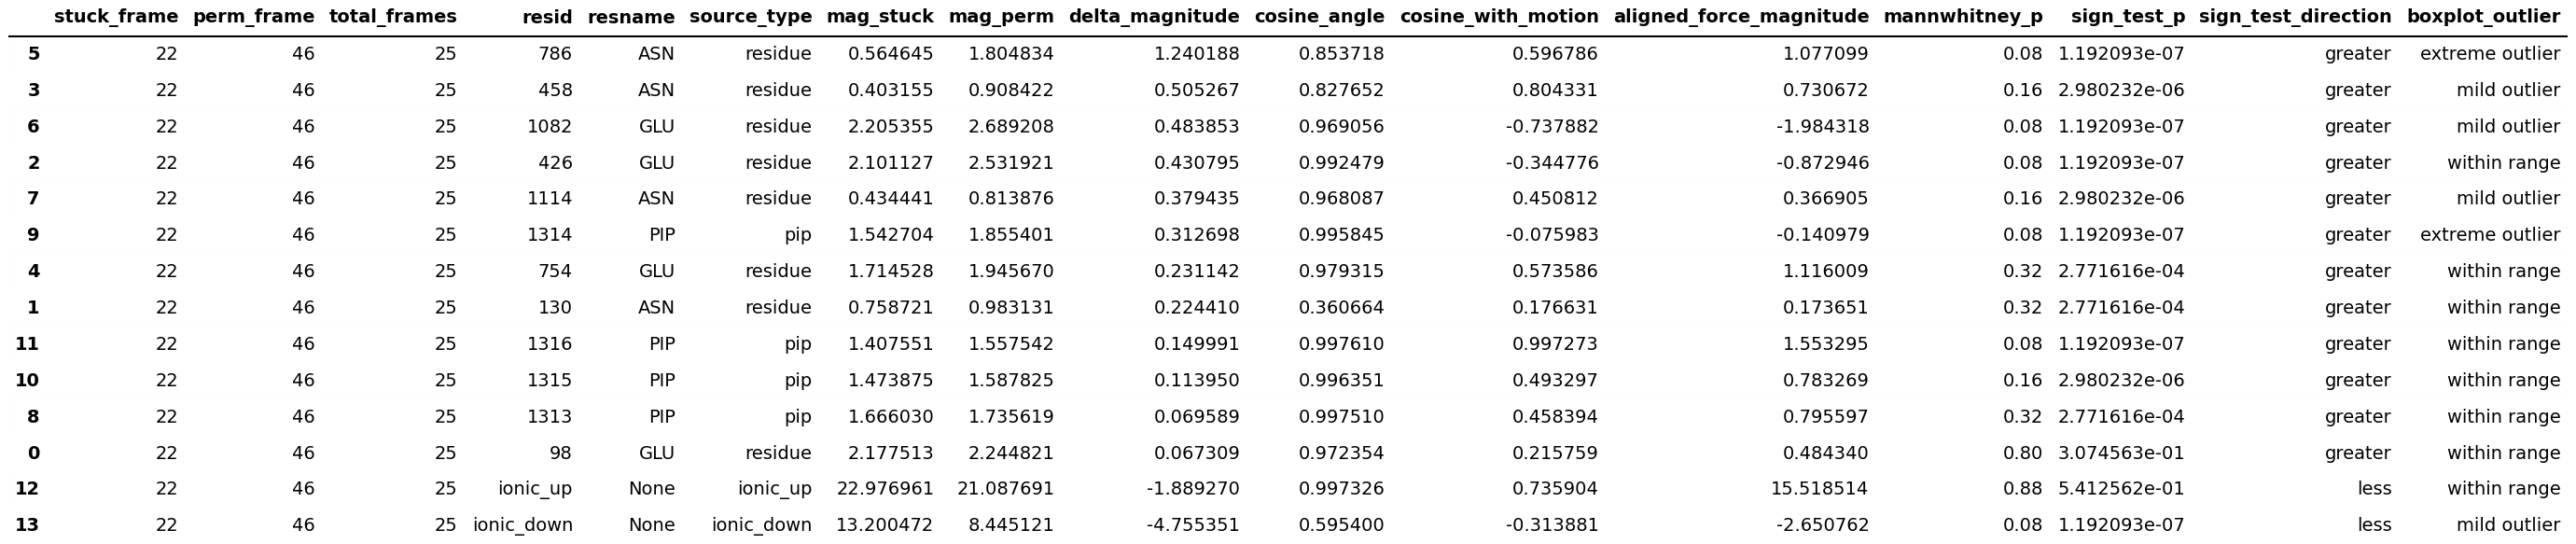 stuck_frame perm_frame total_frames resid resname source_type mag_stuck mag_perm delta_magnitude cosine_angle cosine_with_motion aligned_force_magnitude mannwhitney_p sign_test_p sign_test_direction boxplot_outlier
5 22 46 25 786 ASN residue 0.564645 1.804834 1.240188 0.853718 0.596786 1.077099 0.08 1.192093e-07 greater extreme outlier
3 22 46 25 458 ASN residue 0.403155 0.908422 0.505267 0.827652 0.804331 0.730672 0.16 2.980232e-06 greater mild outlier
6 22 46 25 1082 GLU residue 2.205355 2.689208 0.483853 0.969056 -0.737882 -1.984318 0.08 1.192093e-07 greater mild outlier
2 22 46 25 426 GLU residue 2.101127 2.531921 0.430795 0.992479 -0.344776 -0.872946 0.08 1.192093e-07 greater within range
7 22 46 25 1114 ASN residue 0.434441 0.813876 0.379435 0.968087 0.450812 0.366905 0.16 2.980232e-06 greater mild outlier
9 22 46 25 1314 PIP pip 1.542704 1.855401 0.312698 0.995845 -0.075983 -0.140979 0.08 1.192093e-07 greater extreme outlier
4 22 46 25 754 GLU residue 1.714528 1.945670 0.231142 0.979315 0.573586 1.116009 0.32 2.771616e-04 greater within range
1 22 46 25 130 ASN residue 0.758721 0.983131 0.224410 0.360664 0.176631 0.173651 0.32 2.771616e-04 greater within range
11 22 46 25 1316 PIP pip 1.407551 1.557542 0.149991 0.997610 0.997273 1.553295 0.08 1.192093e-07 greater within range
10 22 46 25 1315 PIP pip 1.473875 1.587825 0.113950 0.996351 0.493297 0.783269 0.16 2.980232e-06 greater within range
8 22 46 25 1313 PIP pip 1.666030 1.735619 0.069589 0.997510 0.458394 0.795597 0.32 2.771616e-04 greater within range
0 22 46 25 98 GLU residue 2.177513 2.244821 0.067309 0.972354 0.215759 0.484340 0.80 3.074563e-01 greater within range
12 22 46 25 ionic_up None ionic_up 22.976961 21.087691 -1.889270 0.997326 0.735904 15.518514 0.88 5.412562e-01 less within range
13 22 46 25 ionic_down None ionic_down 13.200472 8.445121 -4.755351 0.595400 -0.313881 -2.650762 0.08 1.192093e-07 less mild outlier